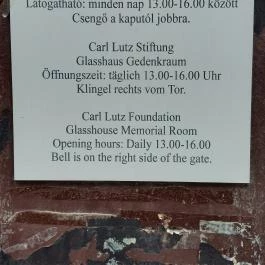 Látogatható: minden nap 13.00-16.00 között
Csengő a kaputól jobbra.
Carl Lutz Stiftung
Glasshaus Gedenkraum
Öffnungszeit: täglich 13.00-16.00 Uhr
Klingel rechts vom Tor.
Carl Lutz Foundation
Glasshouse Memorial Room
Opening hours: Daily 13.00-16.00
Bell is on the right side of the gate.